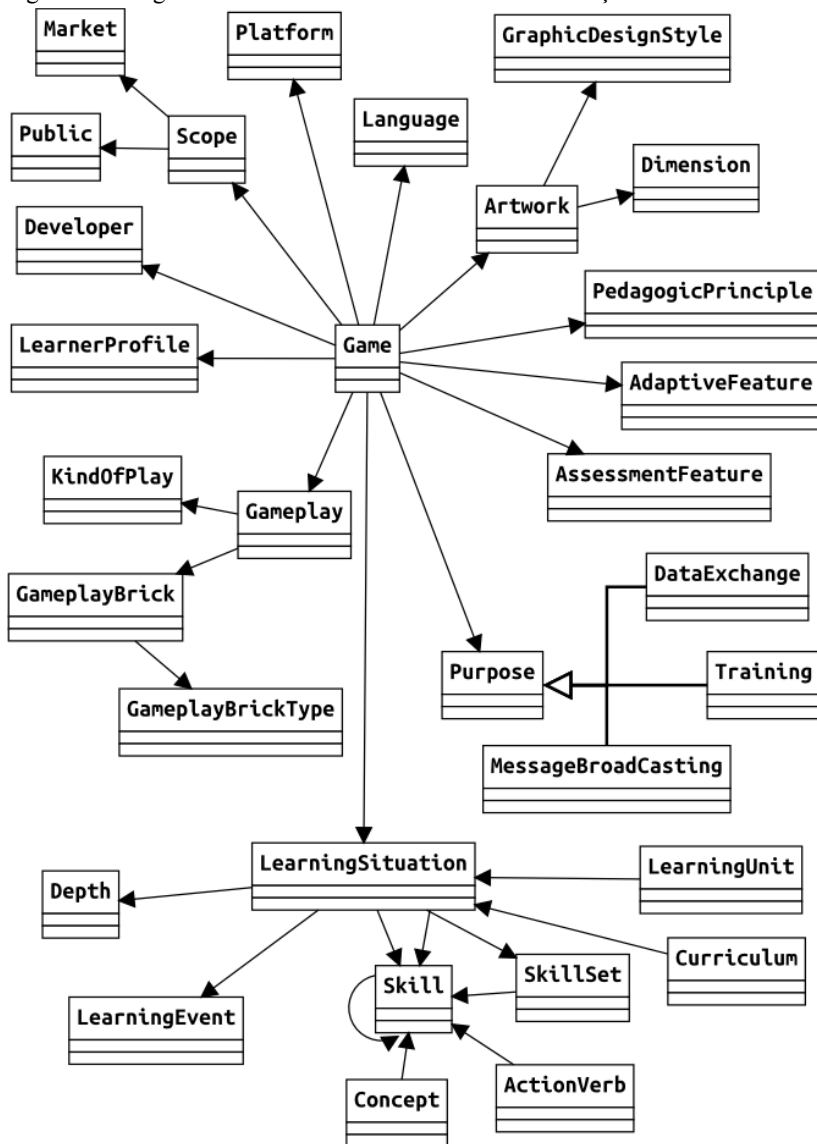 Market
Platform
GraphicDesignStyle
Public
Scope
Language
Dimension
Artwork
Developer
PedagogicPrinciple
LearnerProfile
Game
AdaptiveFeature
AssessmentFeature
KindOfPlay
Gameplay
DataExchange
GameplayBrick
Purpose
Training
GameplayBrickType
MessageBroadCasting
LearningSituation
LearningUnit
Depth
Curriculum
Skill
SkillSet
LearningEvent
ActionVerb
Concept